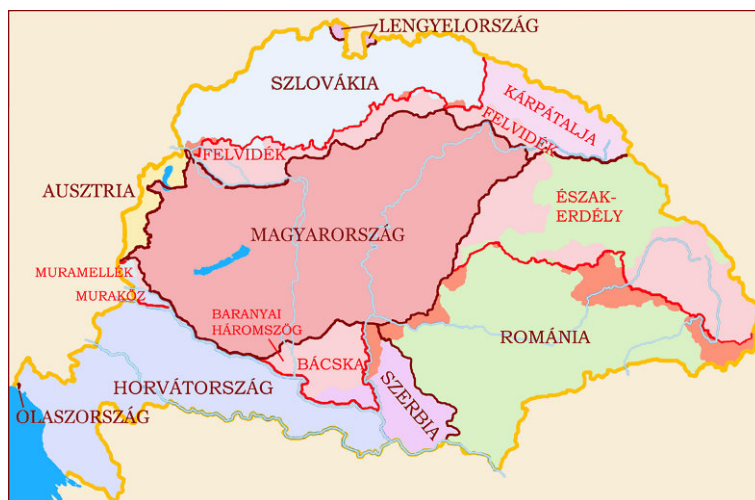 LENGYELORSZÁG
SZLOVÁKIA
KÁRPÁTALJA
FELVIDÉK
FELVIDÉK
AUSZTRIA
ÉSZAK-
ERDÉLY
MAGYARORSZÁG
MURAMELLÉK
MURAKÖZ
BARANYAI
HÁROMSZÖG
ROMÁNIA
BÁCSKA
HORVÁTORSZÁG
SZERBIA
OLASZORSZÁG